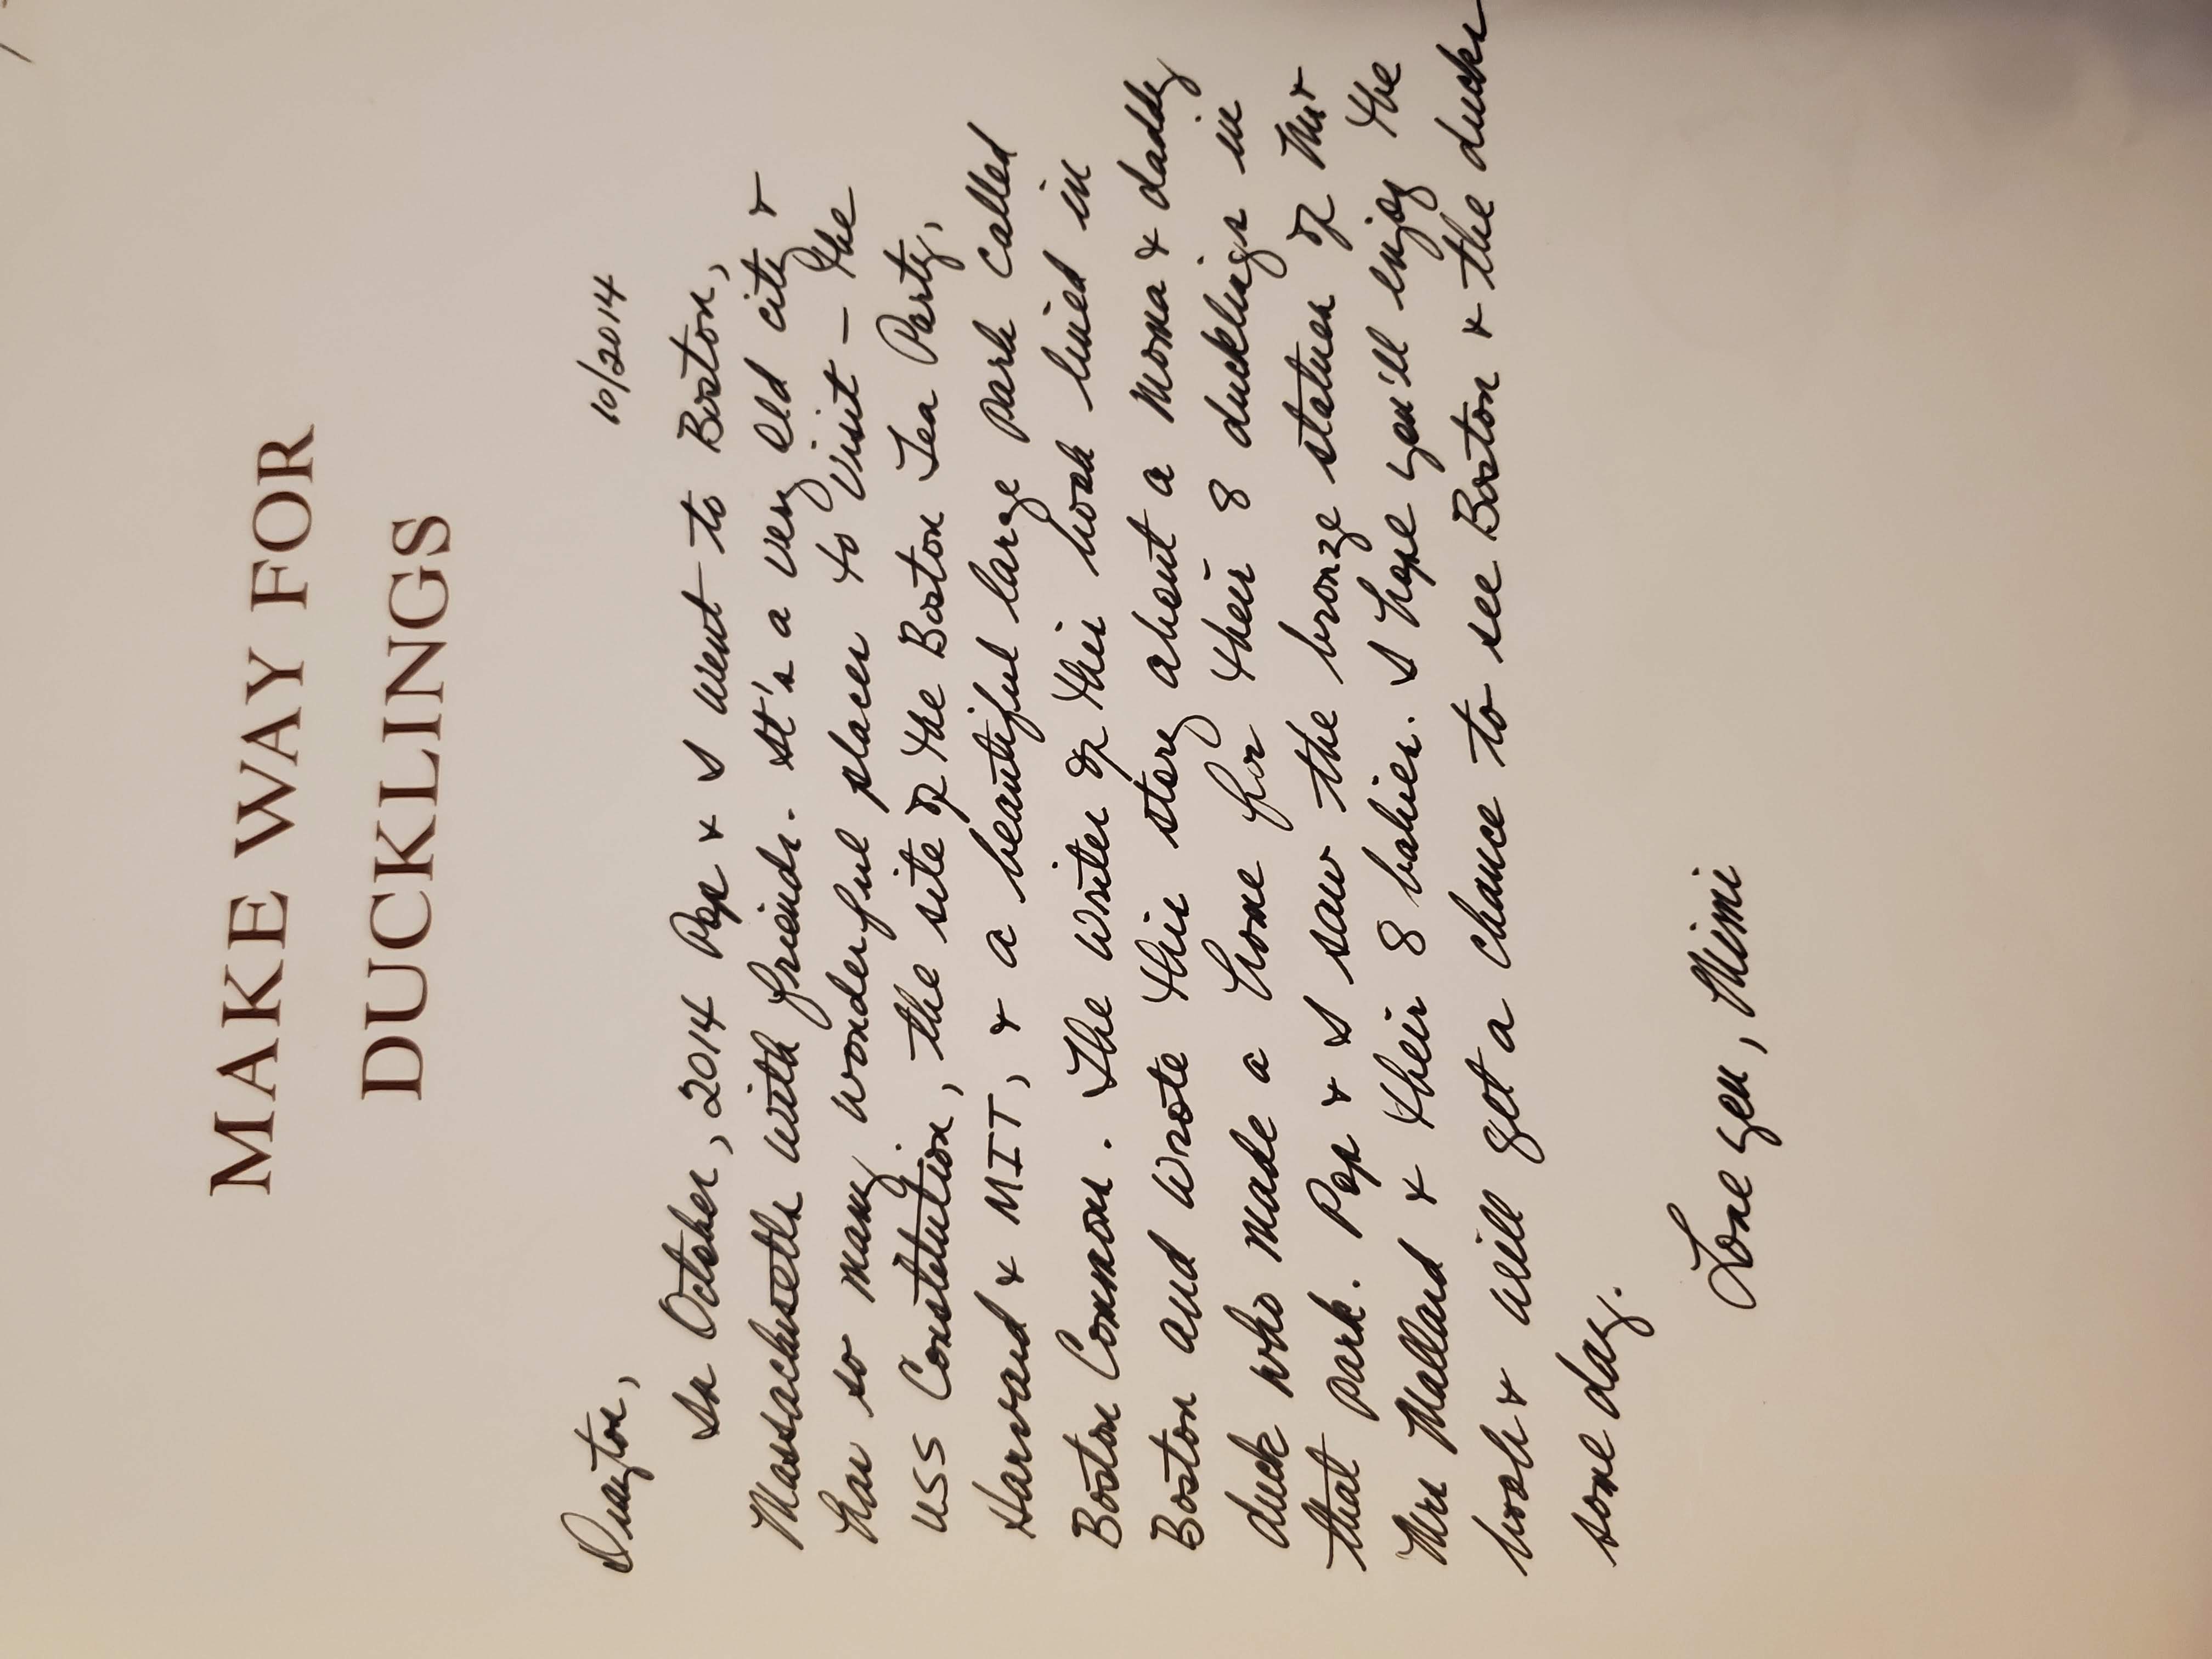 MAKE WAY FOR
DUCKLINGS
Drayton,
10/2014
In October, 2014 Pop & I went to Boston,
Massachusetts with friends. It's a very old city &
has so many wonderful places to visit – the
USS Constitution, the site of the Boston Tea Party,
Harvard & MIT, & a beautiful large park called
Boston Commons. The writer of this book lived in
Boston and wrote this story about a moma & daddy
duck who made a home for their 8 ducklings in
that park. Pop & I saw the bronze statues of Mr &
Mrs Mallard & their 8 babies. I hope you'll enjoy the
book & will get a chance to see Boston & the ducks
some day.
Love you, Mimi